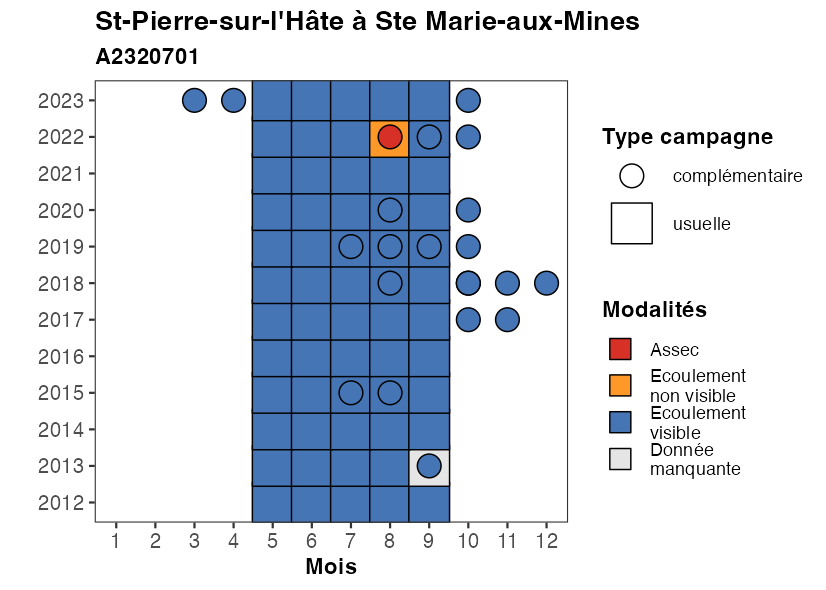 St-Pierre-sur-l'Hâte à Ste Marie-aux-Mines
A2320701
2023
2022
2021
2020
2019
2018
2017
2016
2015
2014
2013
2012
1 2 3 4 5 6 7 8 9 10 11 12
Mois
Type campagne
complémentaire
usuelle
Modalités
Assec
Ecoulement
non visible
Ecoulement
visible
Donnée
manquante